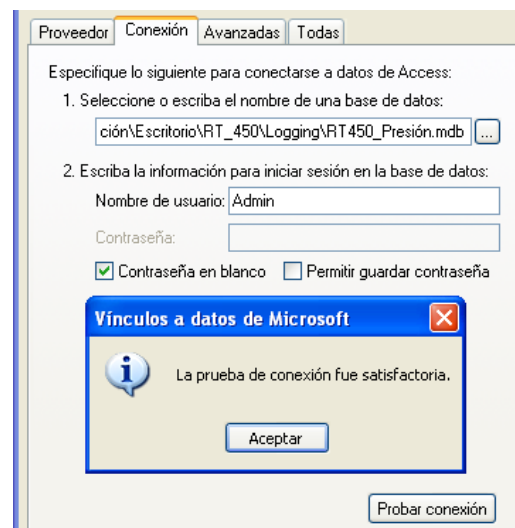 Proveedor Conexión Avanzadas Todas
Especifique lo siguiente para conectarse a datos de Access:
1. Seleccione o escriba el nombre de una base de datos:
ción\Escritorio\RT_450\Logging\RT450_Presión.mdb ...
2. Escriba la información para iniciar sesión en la base de datos:
Nombre de usuario: Admin
Contraseña:
Contraseña en blanco Permitir guardar contraseña
Vínculos a datos de Microsoft
La prueba de conexión fue satisfactoria.
Aceptar
Probar conexión